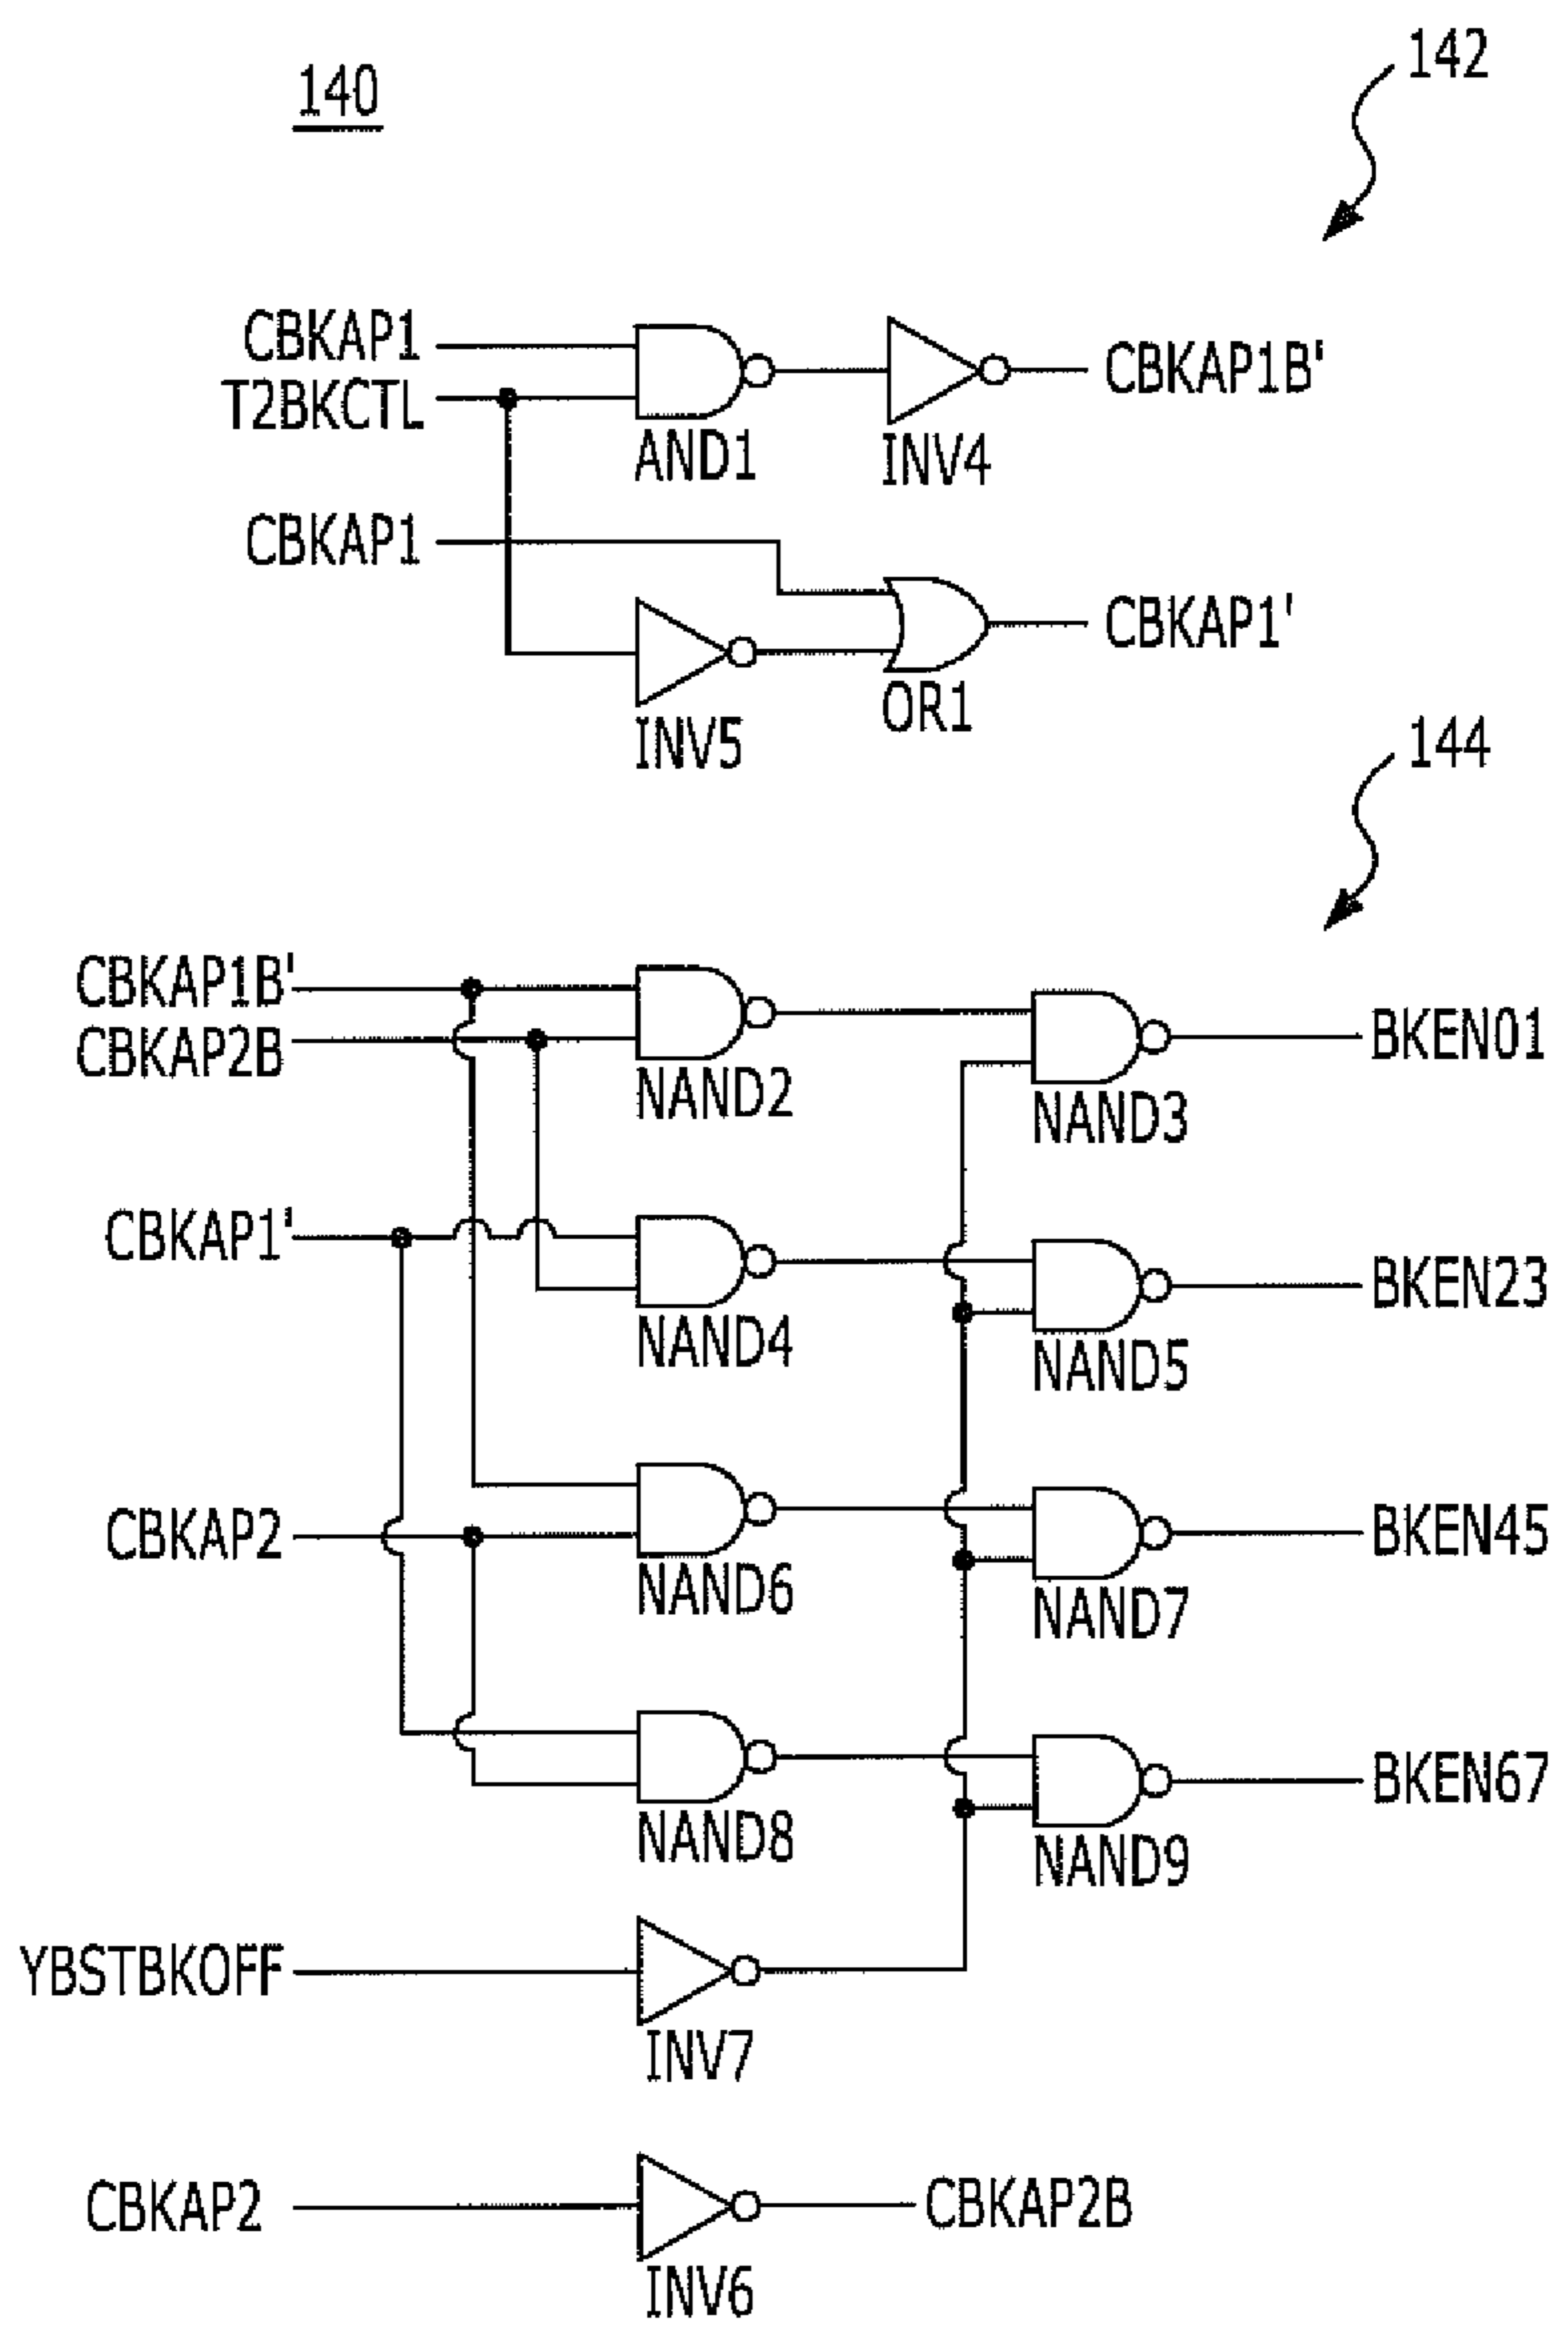 140
142
CBKAP1
T2BKCTL
AND1
INV4
CBKAP1B'
CBKAP1
INV5
OR1
CBKAP1'
144
CBKAP1B'
CBKAP2B
NAND2
NAND3
BKEN01
CBKAP1'
NAND4
NAND5
BKEN23
CBKAP2
NAND6
NAND7
BKEN45
NAND8
NAND9
BKEN67
YBSTBKOFF
INV7
CBKAP2
INV6
CBKAP2B